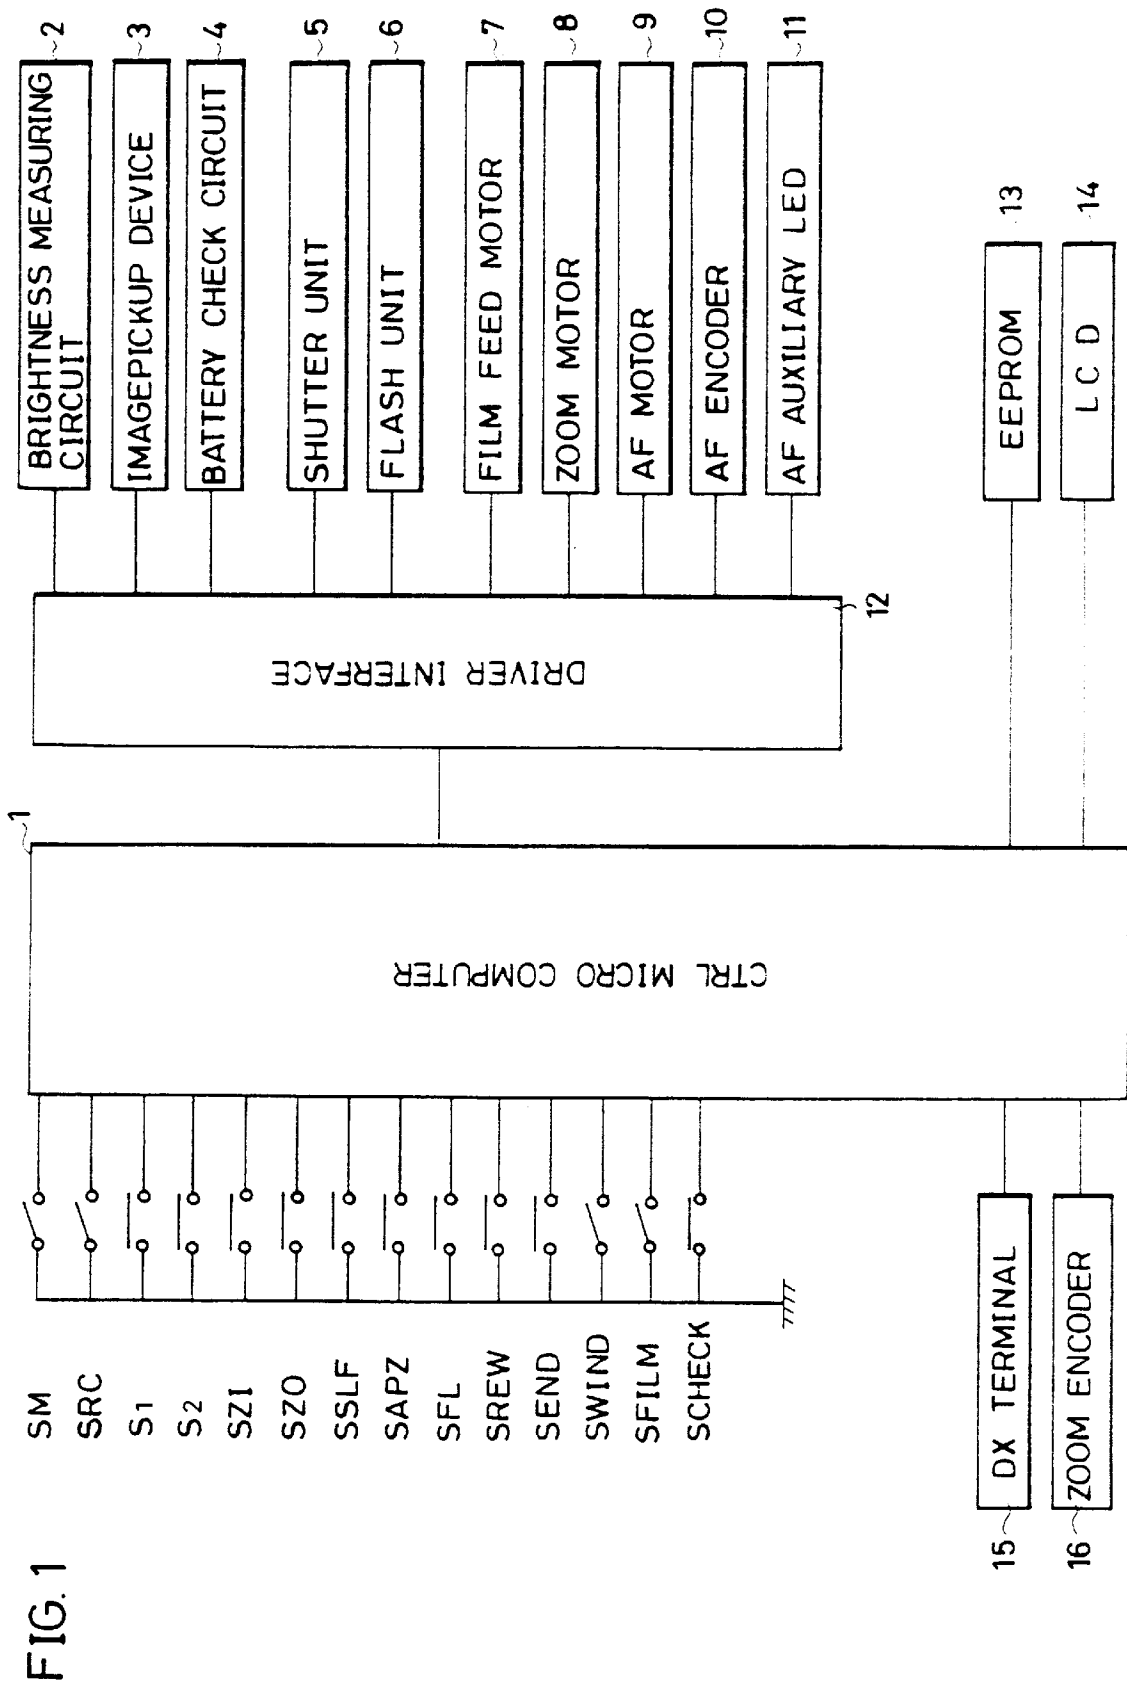 FIG. 1
SM
SRC
S1
S2
SZI
SZO
SSLF
SAPZ
SFL
SREW
SEND
SWIND
SFILM
SCHECK
15
DX TERMINAL
16
ZOOM ENCODER
1
CTRL MICRO COMPUTER
DRIVER INTERFACE
12
BRIGHTNESS MEASURING
CIRCUIT
2
IMAGEPICKUP DEVICE
3
BATTERY CHECK CIRCUIT
4
SHUTTER UNIT
5
FLASH UNIT
6
FILM FEED MOTOR
7
ZOOM MOTOR
8
AF MOTOR
9
AF ENCODER
10
AF AUXILIARY LED
11
EEPROM
13
LCD
14